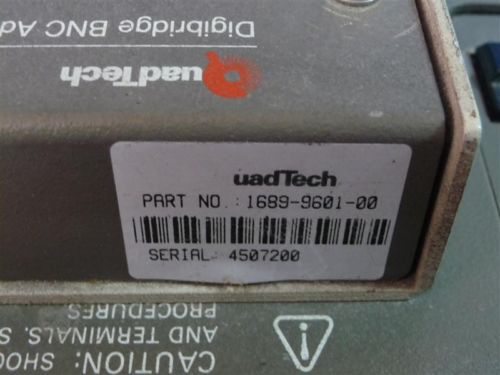 Digibridge BNC Ad
QuadTech
uadTech
PART NO.: 1689-9601-00
SERIAL: 4507200
CAUTION: SHOC
AND TERMINALS. S
PROCEDURES